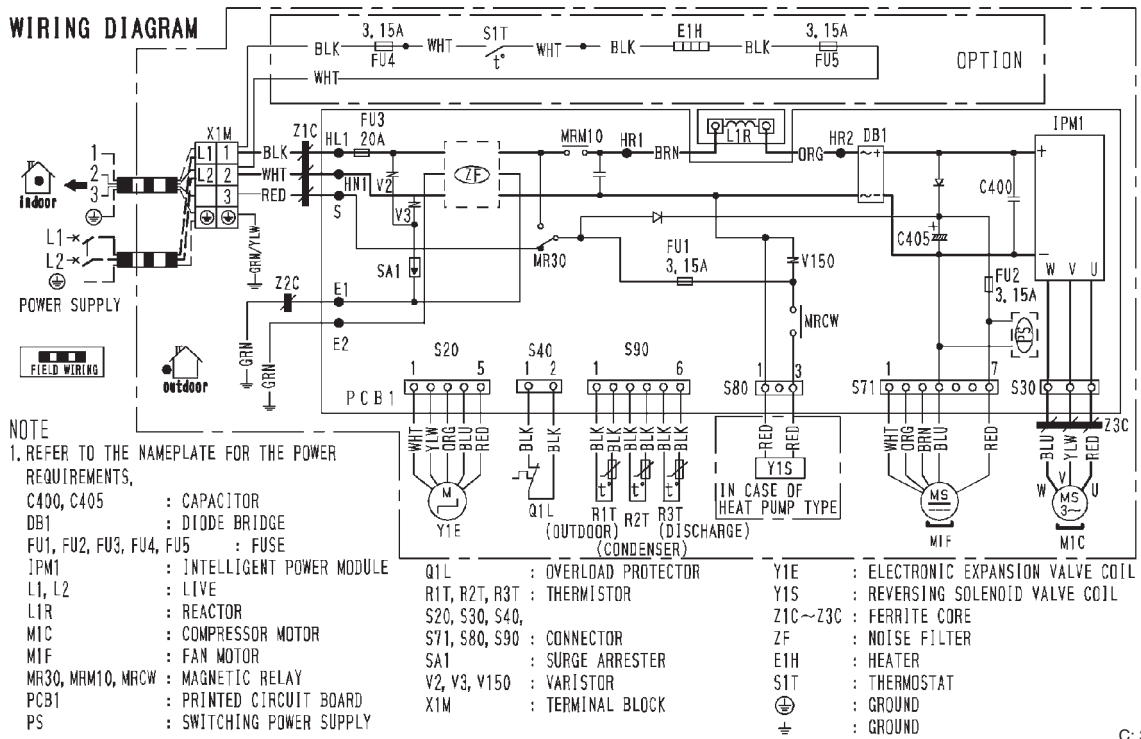 WIRING DIAGRAM
BLK 3.15A FU4 WHT S1T t° WHT BLK E1H BLK 3.15A FU5
WHT
OPTION
X1M
L1 1
L2 2
3
1
2
3
indoor
L1
L2
POWER SUPPLY
FIELD WIRING
outdoor
Z1C HL1 FU3 20A
BLK
WHT
RED
HN1
S
GRN/YLW
V2
V3
ZF
SA1
Z2C
E1
E2
GRN
GRN
MRM10 HR1 BRN L1R ORG HR2 DB1
~+
~-
MR30
FU1
3.15A
V150
MRCW
C400
C405
+
FU2
3.15A
PS
IPM1
+
-
W V U
PCB1
S20
1 5
WHT YLW ORG BLU RED
M
Y1E
S40
1 2
BLK BLK
Q1L
S90
1 6
BLK BLK BLK BLK BLK BLK
t° t° t°
R1T R2T R3T
(OUTDOOR) (DISCHARGE)
(CONDENSER)
S80
1 3
RED RED
Y1S
IN CASE OF
HEAT PUMP TYPE
S71
1 7
WHT ORG BRN BLU RED
MS
M1F
S30
Z3C
BLU YLW RED
W V U
MS
3~
M1C
NOTE
1. REFER TO THE NAMEPLATE FOR THE POWER
REQUIREMENTS,
C400, C405 : CAPACITOR
DB1 : DIODE BRIDGE
FU1, FU2, FU3, FU4, FU5 : FUSE
IPM1 : INTELLIGENT POWER MODULE
L1, L2 : LIVE
L1R : REACTOR
M1C : COMPRESSOR MOTOR
M1F : FAN MOTOR
MR30, MRM10, MRCW : MAGNETIC RELAY
PCB1 : PRINTED CIRCUIT BOARD
PS : SWITCHING POWER SUPPLY
Q1L : OVERLOAD PROTECTOR
R1T, R2T, R3T : THERMISTOR
S20, S30, S40,
S71, S80, S90 : CONNECTOR
SA1 : SURGE ARRESTER
V2, V3, V150 : VARISTOR
X1M : TERMINAL BLOCK
Y1E : ELECTRONIC EXPANSION VALVE COIL
Y1S : REVERSING SOLENOID VALVE COIL
Z1C~Z3C : FERRITE CORE
ZF : NOISE FILTER
E1H : HEATER
S1T : THERMOSTAT
: GROUND
: GROUND